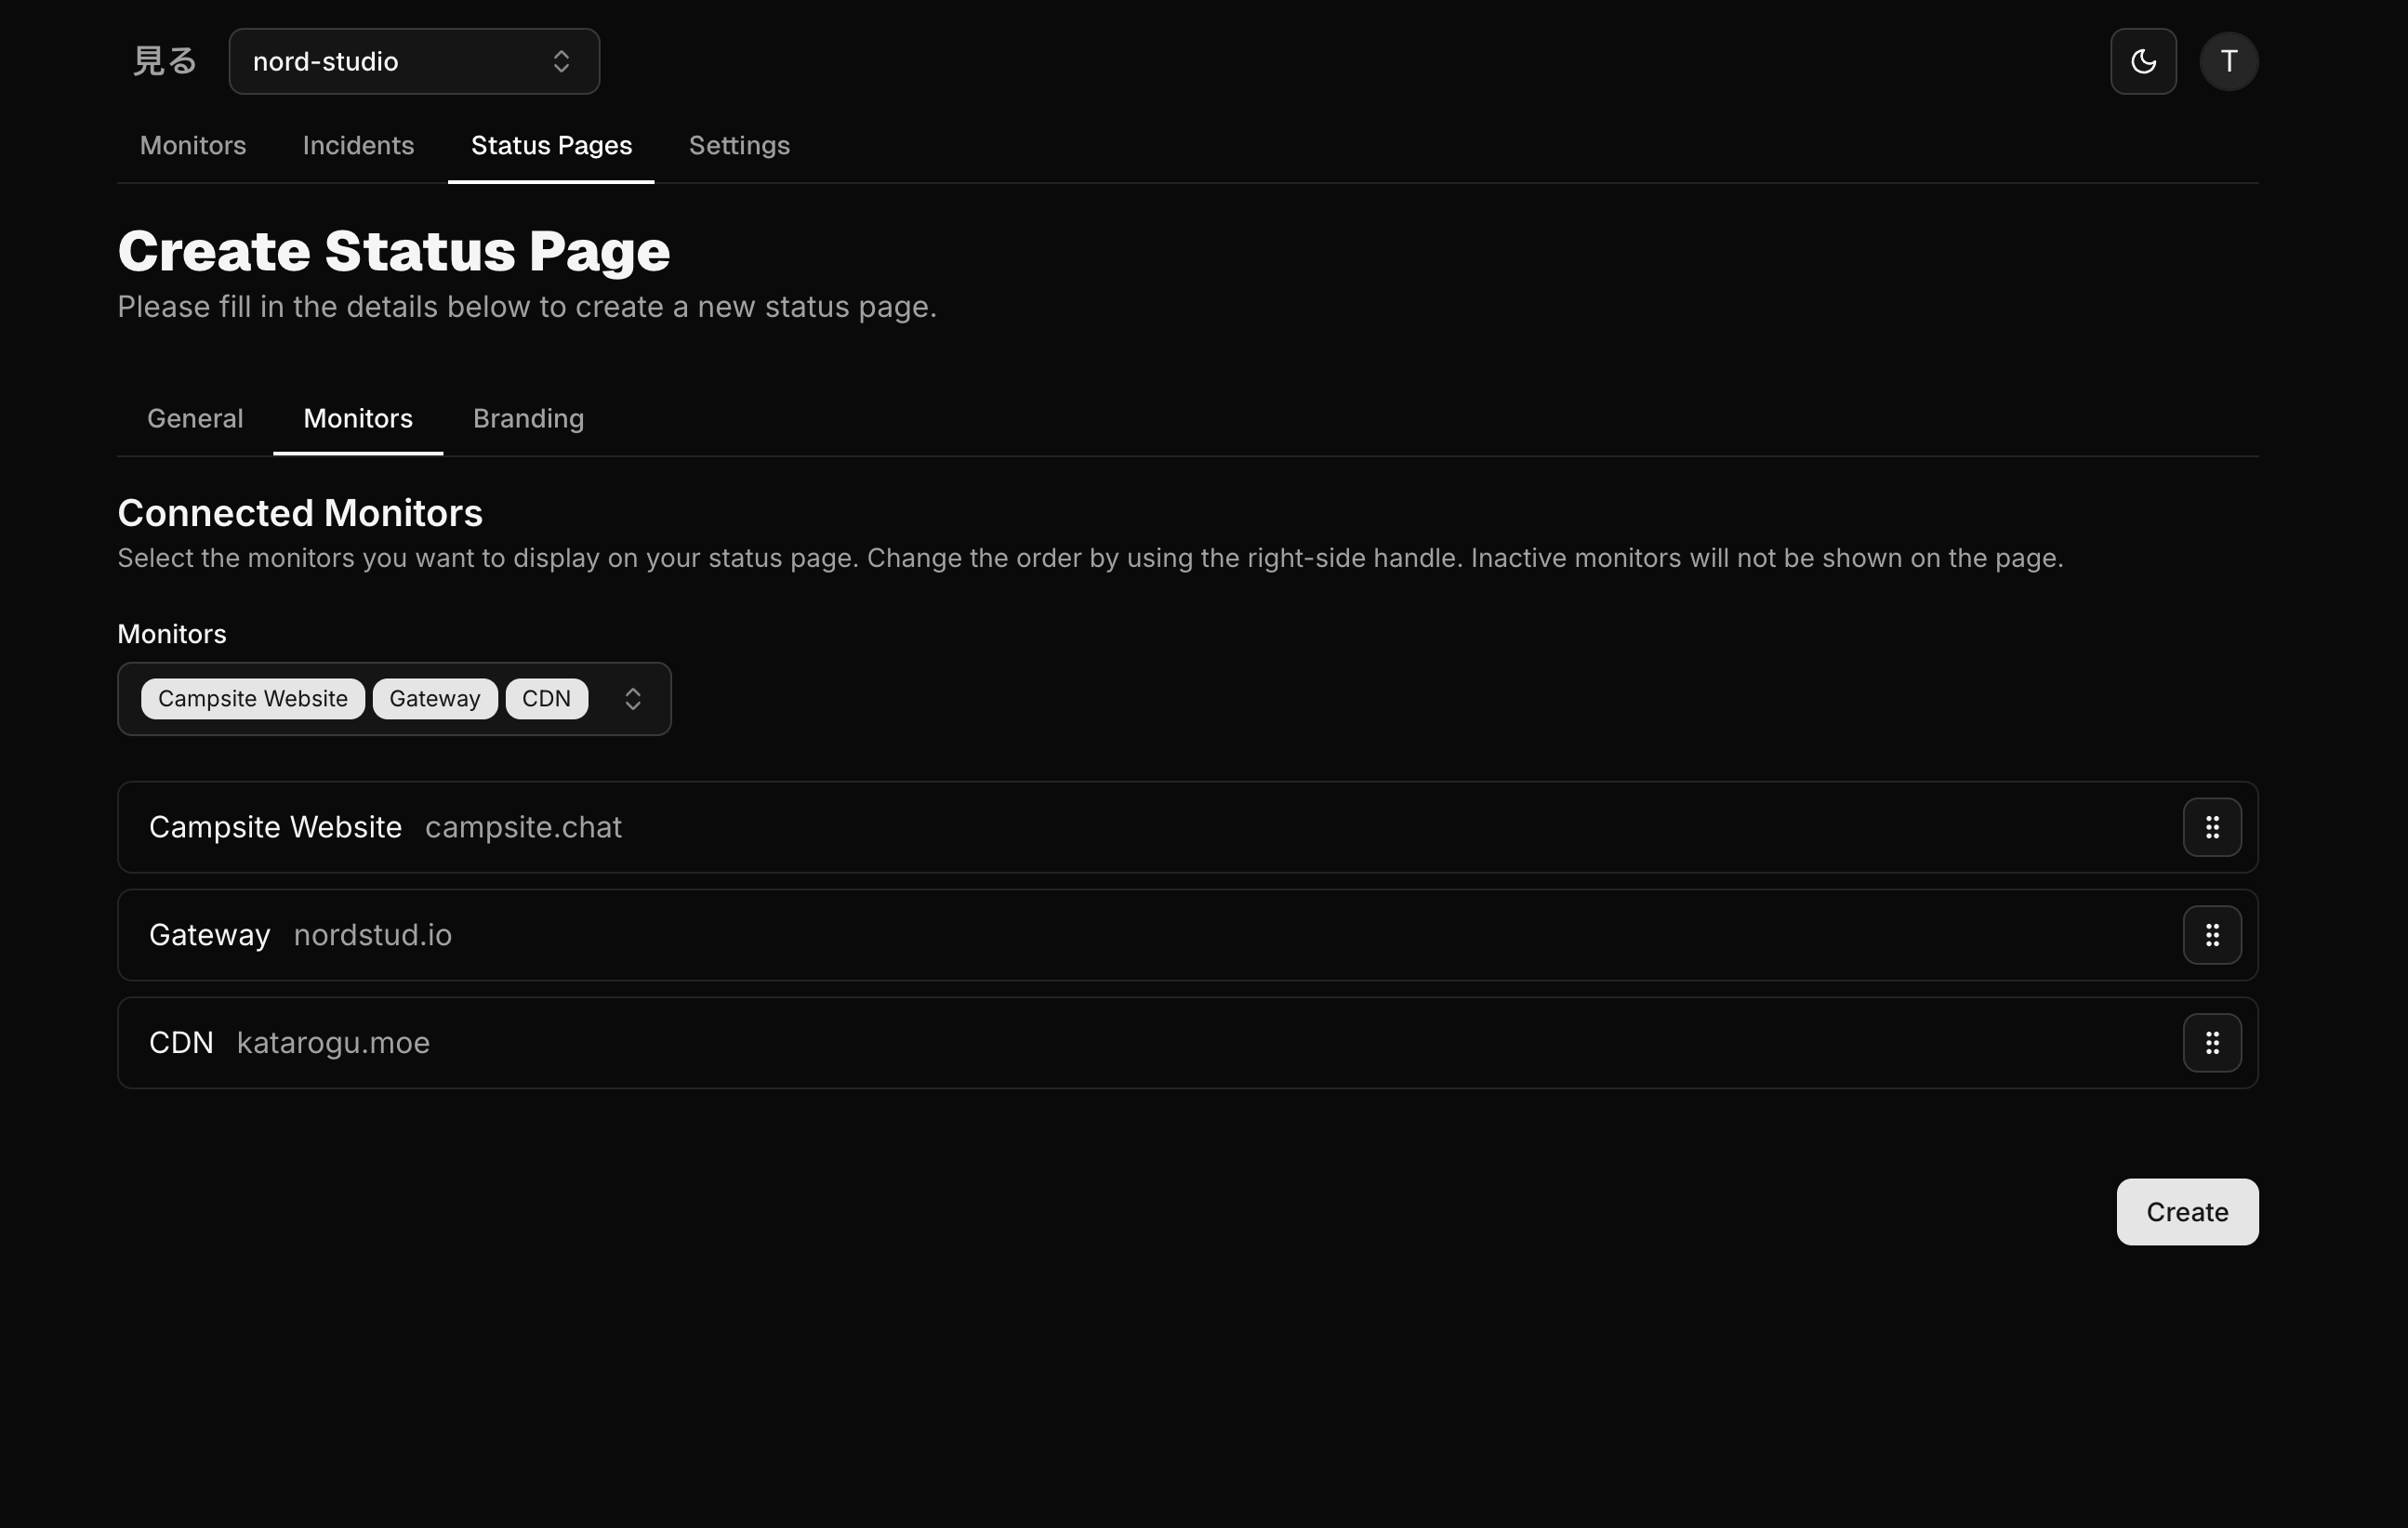 見る nord-studio T
Monitors Incidents Status Pages Settings
Create Status Page
Please fill in the details below to create a new status page.
General Monitors Branding
Connected Monitors
Select the monitors you want to display on your status page. Change the order by using the right-side handle. Inactive monitors will not be shown on the page.
Monitors
Campsite Website Gateway CDN
Campsite Website campsite.chat
Gateway nordstud.io
CDN katarogu.moe
Create